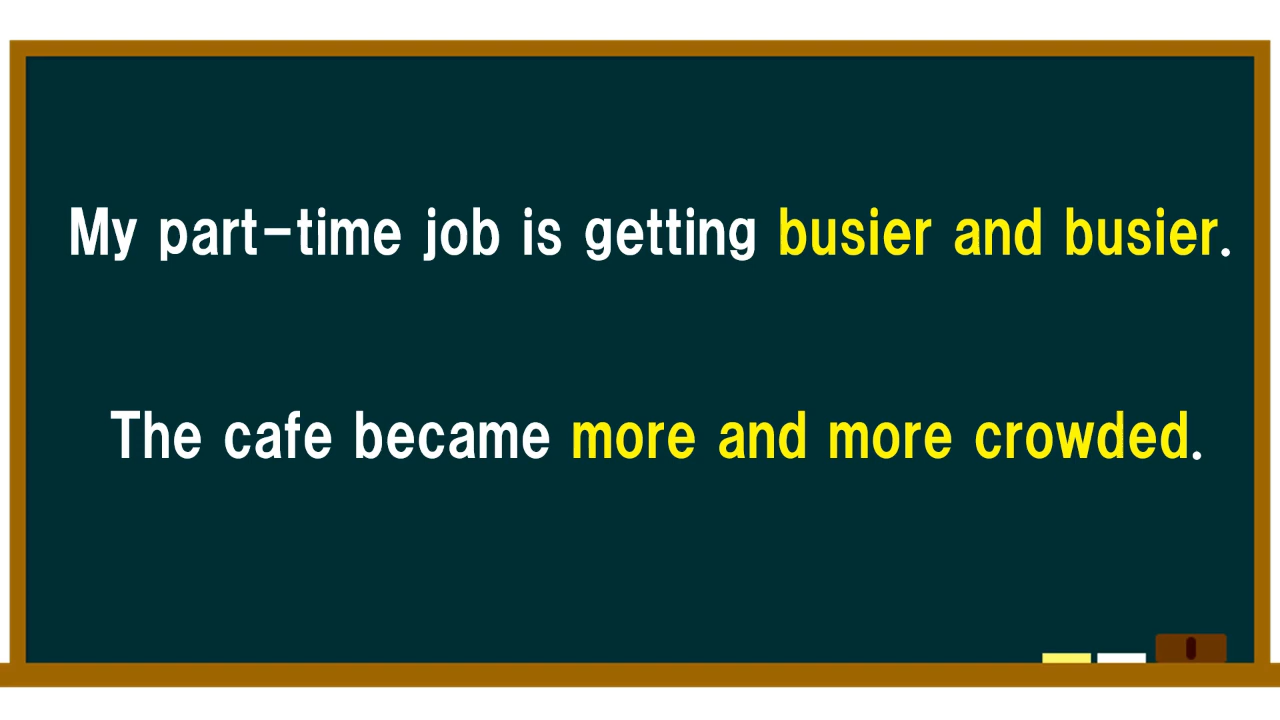 My part-time job is getting busier and busier.
The cafe became more and more crowded.